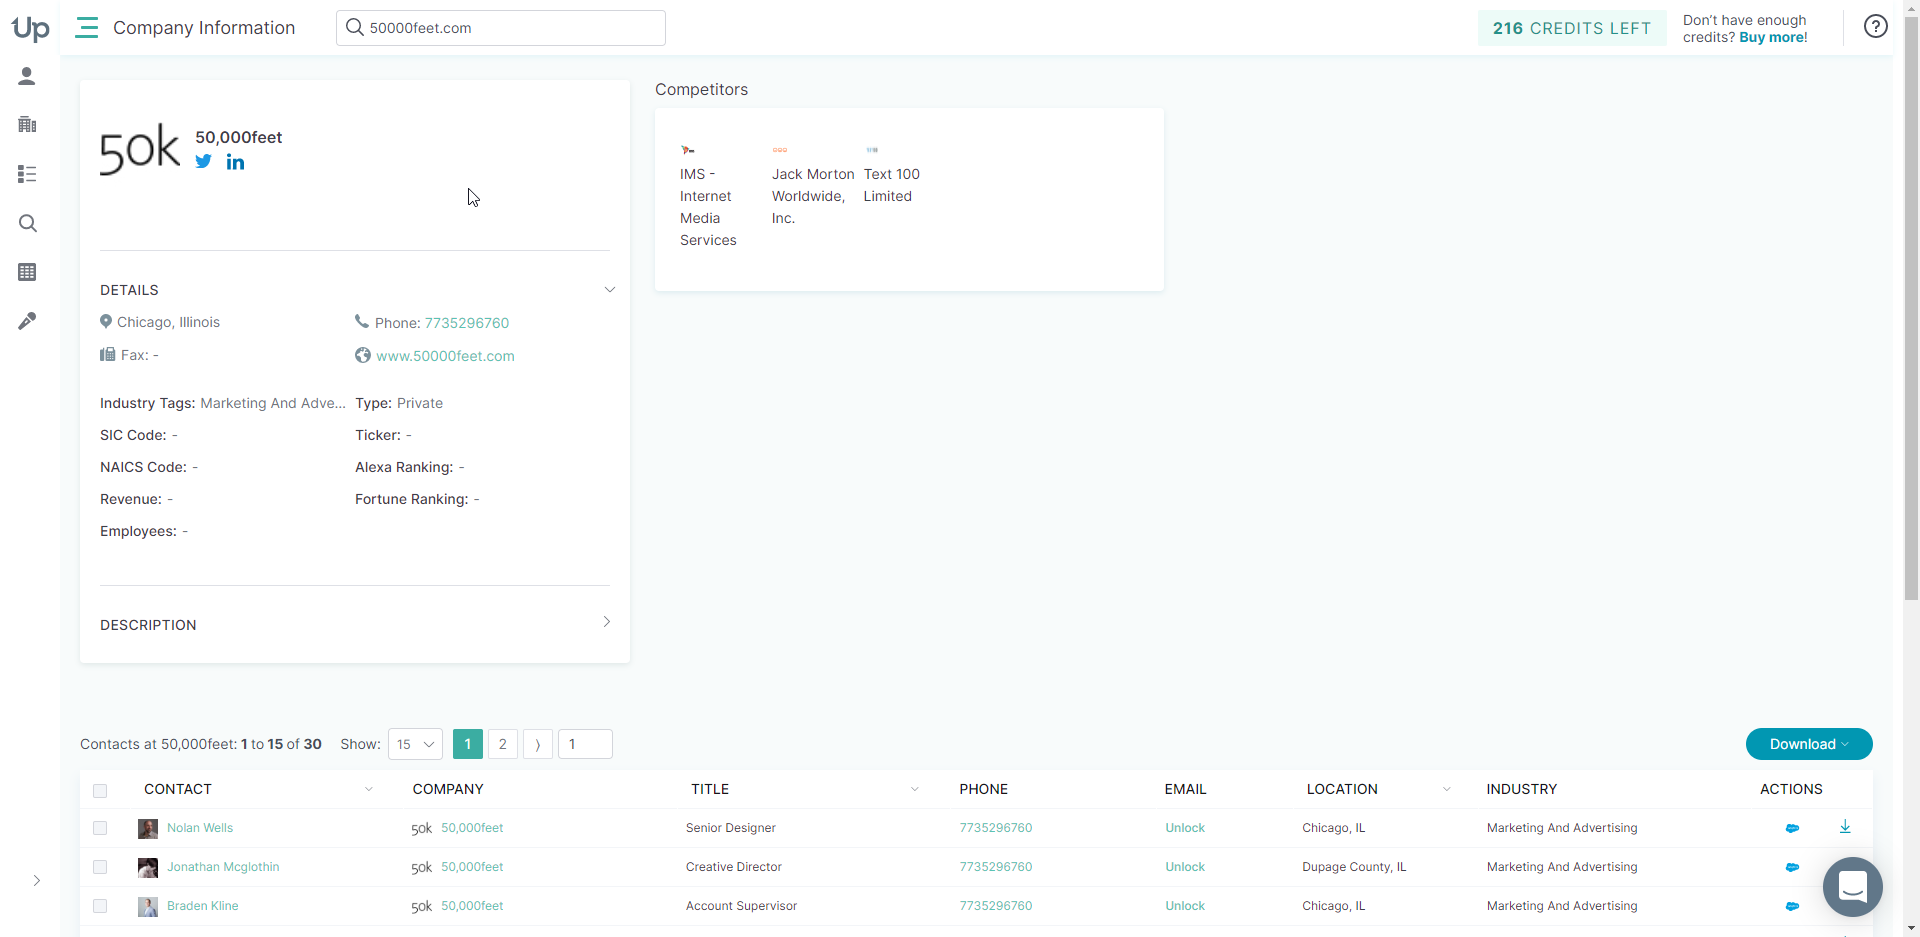 Up
Company Information
50000feet.com
216 CREDITS LEFT
Don't have enough
credits? Buy more!
50k
50,000feet
Competitors
IMS -
Internet
Media
Services
Jack Morton
Worldwide,
Inc.
Text 100
Limited
DETAILS
Chicago, Illinois
Phone: 7735296760
Fax: -
www.50000feet.com
Industry Tags: Marketing And Adve...
Type: Private
SIC Code: -
Ticker: -
NAICS Code: -
Alexa Ranking: -
Revenue: -
Fortune Ranking: -
Employees: -
DESCRIPTION
Contacts at 50,000feet: 1 to 15 of 30
Show: 15
1 2 ⟩ 1
Download
CONTACT COMPANY TITLE PHONE EMAIL LOCATION INDUSTRY ACTIONS
Nolan Wells 50k 50,000feet Senior Designer 7735296760 Unlock Chicago, IL Marketing And Advertising
Jonathan Mcglothin 50k 50,000feet Creative Director 7735296760 Unlock Dupage County, IL Marketing And Advertising
Braden Kline 50k 50,000feet Account Supervisor 7735296760 Unlock Chicago, IL Marketing And Advertising